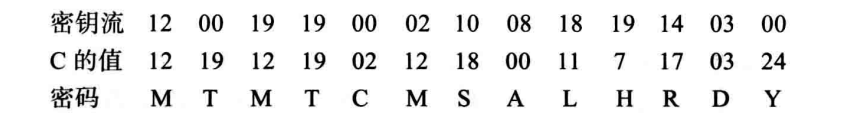 密钥流 12 00 19 19 00 02 10 08 18 19 14 03 00
C 的值 12 19 12 19 02 12 18 00 11 7 17 03 24
密码 M T M T C M S A L H R D Y